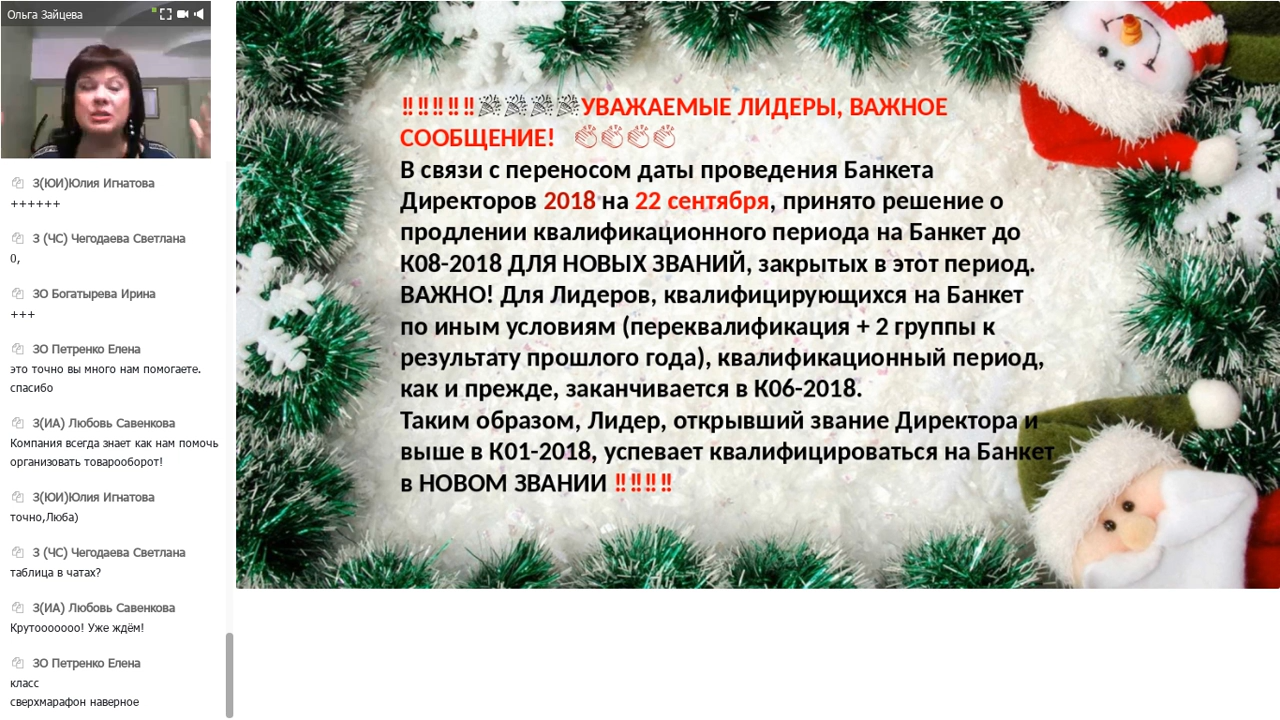 Ольга Зайцева
З(ЮИ)Юлия Игнатова
++++++
З (ЧС) Чегодаева Светлана
0,
ЗО Богатырева Ирина
+++
ЗО Петренко Елена
это точно вы много нам помогаете.
спасибо
З(ИА) Любовь Савенкова
Компания всегда знает как нам помочь
организовать товарооборот!
З(ЮИ)Юлия Игнатова
точно,Люба)
З (ЧС) Чегодаева Светлана
таблица в чатах?
З(ИА) Любовь Савенкова
Крутооооооо! Уже ждём!
ЗО Петренко Елена
класс
сверхмарафон наверное
‼‼‼‼‼🎉🎉🎉🎉УВАЖАЕМЫЕ ЛИДЕРЫ, ВАЖНОЕ
СООБЩЕНИЕ! 👏👏👏👏
В связи с переносом даты проведения Банкета
Директоров 2018 на 22 сентября, принято решение о
продлении квалификационного периода на Банкет до
К08-2018 ДЛЯ НОВЫХ ЗВАНИЙ, закрытых в этот период.
ВАЖНО! Для Лидеров, квалифицирующихся на Банкет
по иным условиям (переквалификация + 2 группы к
результату прошлого года), квалификационный период,
как и прежде, заканчивается в К06-2018.
Таким образом, Лидер, открывший звание Директора и
выше в К01-2018, успевает квалифицироваться на Банкет
в НОВОМ ЗВАНИИ ‼‼‼‼